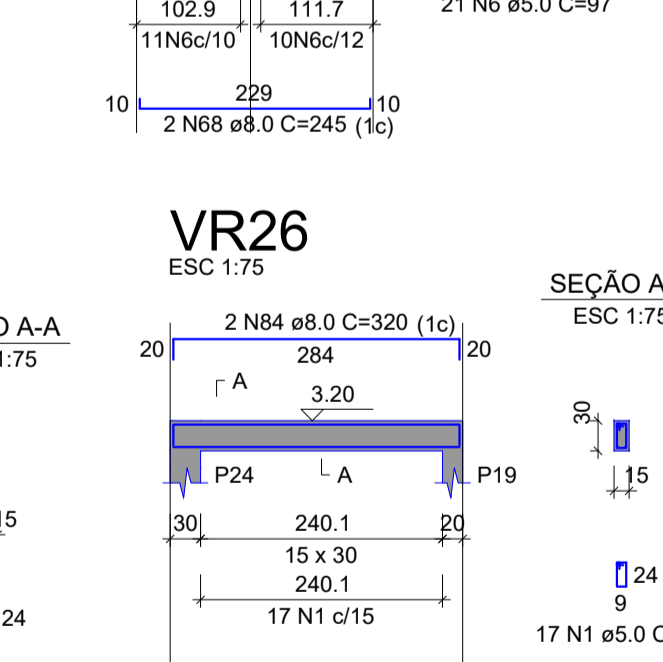 102.9 111.7
21 N6 ø5.0 C=97
11N6c/10 10N6c/12
229
10 10
2 N68 ø8.0 C=245 (1c)
VR26
ESC 1:75
SEÇÃO A
ESC 1:75
A-A
1:75
2 N84 ø8.0 C=320 (1c)
20 284 20
A
3.20
30
P24 A P19
15
30 240.1 20
15 x 30
240.1
17 N1 c/15
24
9
17 N1 ø5.0 C
24